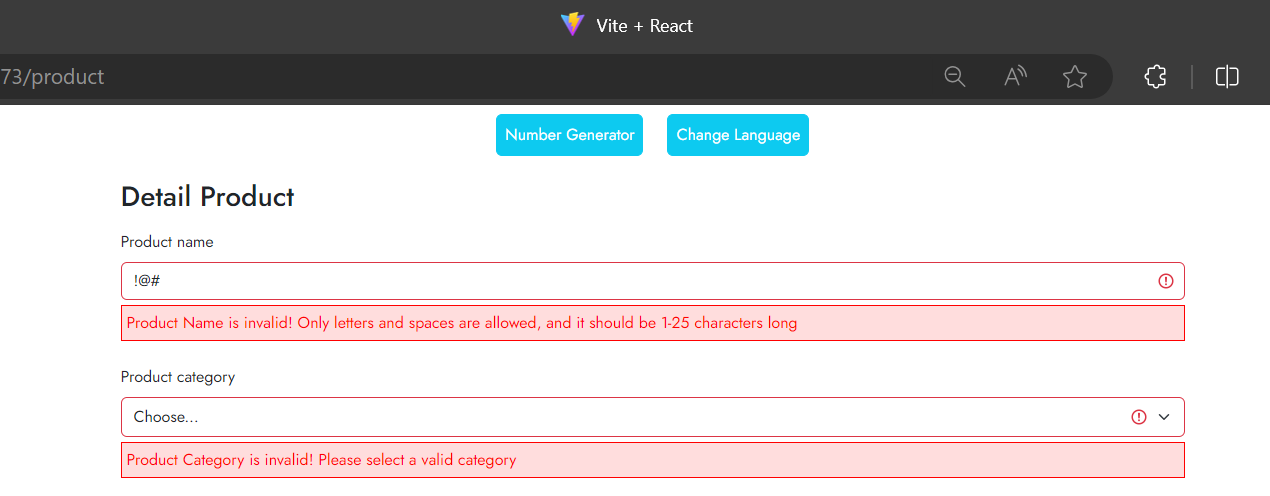 Vite + React
73/product
Number Generator
Change Language
Detail Product
Product name
!@#
Product Name is invalid! Only letters and spaces are allowed, and it should be 1-25 characters long
Product category
Choose...
Product Category is invalid! Please select a valid category